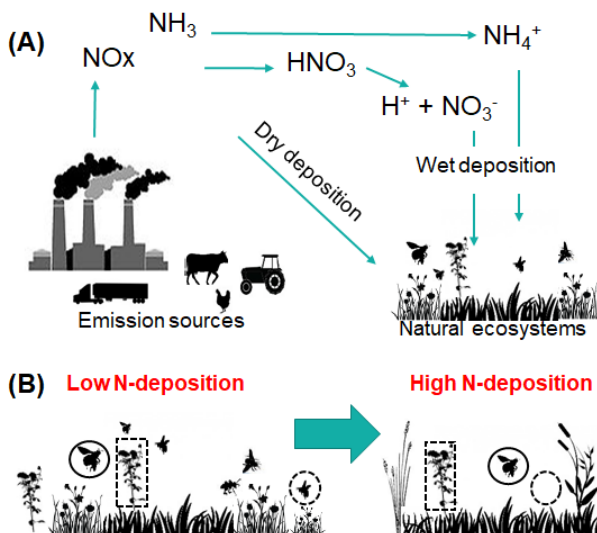 (A)
NH₃
NH₄⁺
NOx
HNO₃
H⁺ + NO₃⁻
Dry deposition
Wet deposition
Emission sources
Natural ecosystems
(B)
Low N-deposition
High N-deposition